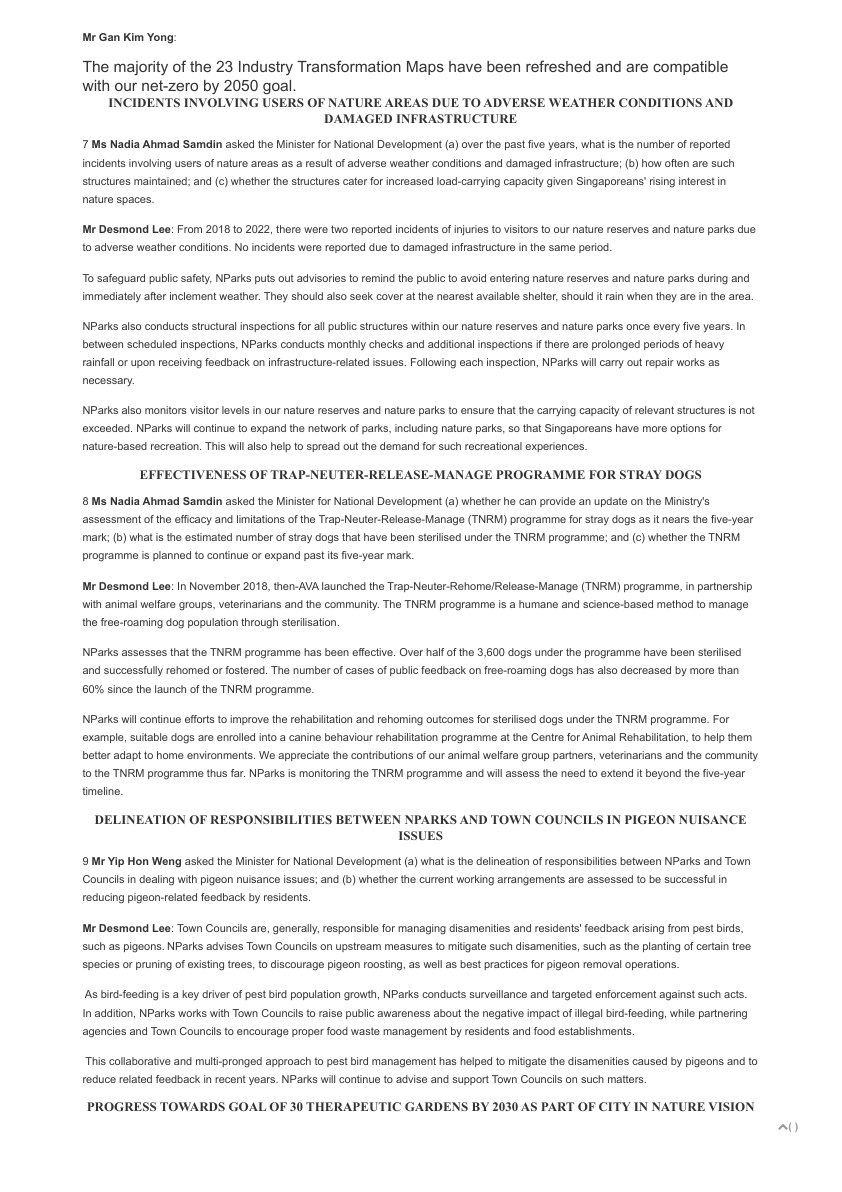 Mr Gan Kim Yong:
The majority of the 23 Industry Transformation Maps have been refreshed and are compatible
with our net-zero by 2050 goal.
INCIDENTS INVOLVING USERS OF NATURE AREAS DUE TO ADVERSE WEATHER CONDITIONS AND
DAMAGED INFRASTRUCTURE
7 Ms Nadia Ahmad Samdin asked the Minister for National Development (a) over the past five years, what is the number of reported
incidents involving users of nature areas as a result of adverse weather conditions and damaged infrastructure; (b) how often are such
structures maintained; and (c) whether the structures cater for increased load-carrying capacity given Singaporeans' rising interest in
nature spaces.
Mr Desmond Lee: From 2018 to 2022, there were two reported incidents of injuries to visitors to our nature reserves and nature parks due
to adverse weather conditions. No incidents were reported due to damaged infrastructure in the same period.
To safeguard public safety, NParks puts out advisories to remind the public to avoid entering nature reserves and nature parks during and
immediately after inclement weather. They should also seek cover at the nearest available shelter, should it rain when they are in the area.
NParks also conducts structural inspections for all public structures within our nature reserves and nature parks once every five years. In
between scheduled inspections, NParks conducts monthly checks and additional inspections if there are prolonged periods of heavy
rainfall or upon receiving feedback on infrastructure-related issues. Following each inspection, NParks will carry out repair works as
necessary.
NParks also monitors visitor levels in our nature reserves and nature parks to ensure that the carrying capacity of relevant structures is not
exceeded. NParks will continue to expand the network of parks, including nature parks, so that Singaporeans have more options for
nature-based recreation. This will also help to spread out the demand for such recreational experiences.
EFFECTIVENESS OF TRAP-NEUTER-RELEASE-MANAGE PROGRAMME FOR STRAY DOGS
8 Ms Nadia Ahmad Samdin asked the Minister for National Development (a) whether he can provide an update on the Ministry's
assessment of the efficacy and limitations of the Trap-Neuter-Release-Manage (TNRM) programme for stray dogs as it nears the five-year
mark; (b) what is the estimated number of stray dogs that have been sterilised under the TNRM programme; and (c) whether the TNRM
programme is planned to continue or expand past its five-year mark.
Mr Desmond Lee: In November 2018, then-AVA launched the Trap-Neuter-Rehome/Release-Manage (TNRM) programme, in partnership
with animal welfare groups, veterinarians and the community. The TNRM programme is a humane and science-based method to manage
the free-roaming dog population through sterilisation.
NParks assesses that the TNRM programme has been effective. Over half of the 3,600 dogs under the programme have been sterilised
and successfully rehomed or fostered. The number of cases of public feedback on free-roaming dogs has also decreased by more than
60% since the launch of the TNRM programme.
NParks will continue efforts to improve the rehabilitation and rehoming outcomes for sterilised dogs under the TNRM programme. For
example, suitable dogs are enrolled into a canine behaviour rehabilitation programme at the Centre for Animal Rehabilitation, to help them
better adapt to home environments. We appreciate the contributions of our animal welfare group partners, veterinarians and the community
to the TNRM programme thus far. NParks is monitoring the TNRM programme and will assess the need to extend it beyond the five-year
timeline.
DELINEATION OF RESPONSIBILITIES BETWEEN NPARKS AND TOWN COUNCILS IN PIGEON NUISANCE
ISSUES
9 Mr Yip Hon Weng asked the Minister for National Development (a) what is the delineation of responsibilities between NParks and Town
Councils in dealing with pigeon nuisance issues; and (b) whether the current working arrangements are assessed to be successful in
reducing pigeon-related feedback by residents.
Mr Desmond Lee: Town Councils are, generally, responsible for managing disamenities and residents' feedback arising from pest birds,
such as pigeons. NParks advises Town Councils on upstream measures to mitigate such disamenities, such as the planting of certain tree
species or pruning of existing trees, to discourage pigeon roosting, as well as best practices for pigeon removal operations.
As bird-feeding is a key driver of pest bird population growth, NParks conducts surveillance and targeted enforcement against such acts.
In addition, NParks works with Town Councils to raise public awareness about the negative impact of illegal bird-feeding, while partnering
agencies and Town Councils to encourage proper food waste management by residents and food establishments.
This collaborative and multi-pronged approach to pest bird management has helped to mitigate the disamenities caused by pigeons and to
reduce related feedback in recent years. NParks will continue to advise and support Town Councils on such matters.
PROGRESS TOWARDS GOAL OF 30 THERAPEUTIC GARDENS BY 2030 AS PART OF CITY IN NATURE VISION
( )